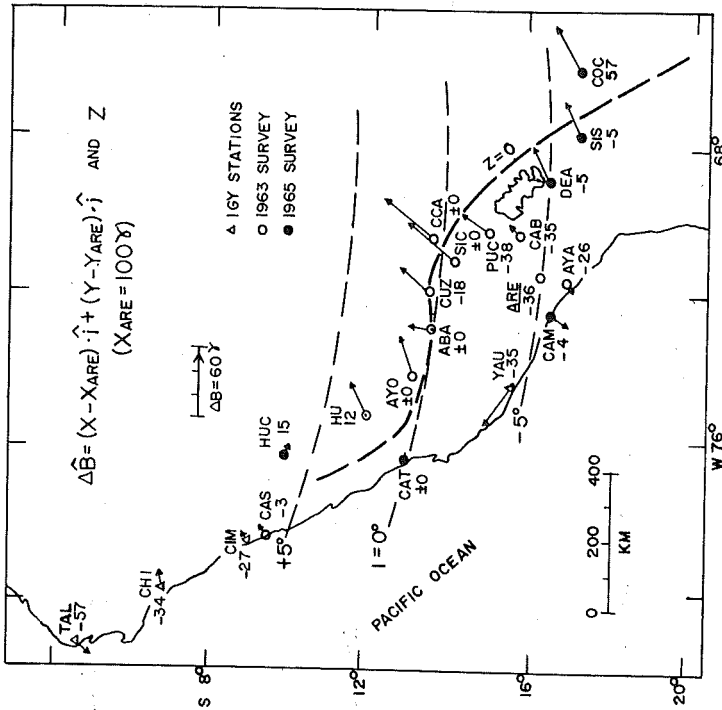 ΔB̂=(X-X_ARE)·î+(Y-Y_ARE)·ĵ AND Z
(X_ARE=100γ)
ΔB=60γ
△ IGY STATIONS
○ 1963 SURVEY
● 1965 SURVEY
TAL
-57
CHI
-34
CIM
-27
CAS
-3
HUC
15
+5°
HU
12
AYO
±0
I=0°
CAT
±0
ABA
±0
CUZ
-18
CCA
±0
SIC
±0
Z=0
PUC
-38
CAB
-35
DEA
-5
SIS
-5
COC
57
YAU
-35
-5°
ARE
-36
CAM
-4
AYA
-26
PACIFIC OCEAN
0 200 400
KM
S 8°
12°
16°
20°
W 76°
68°